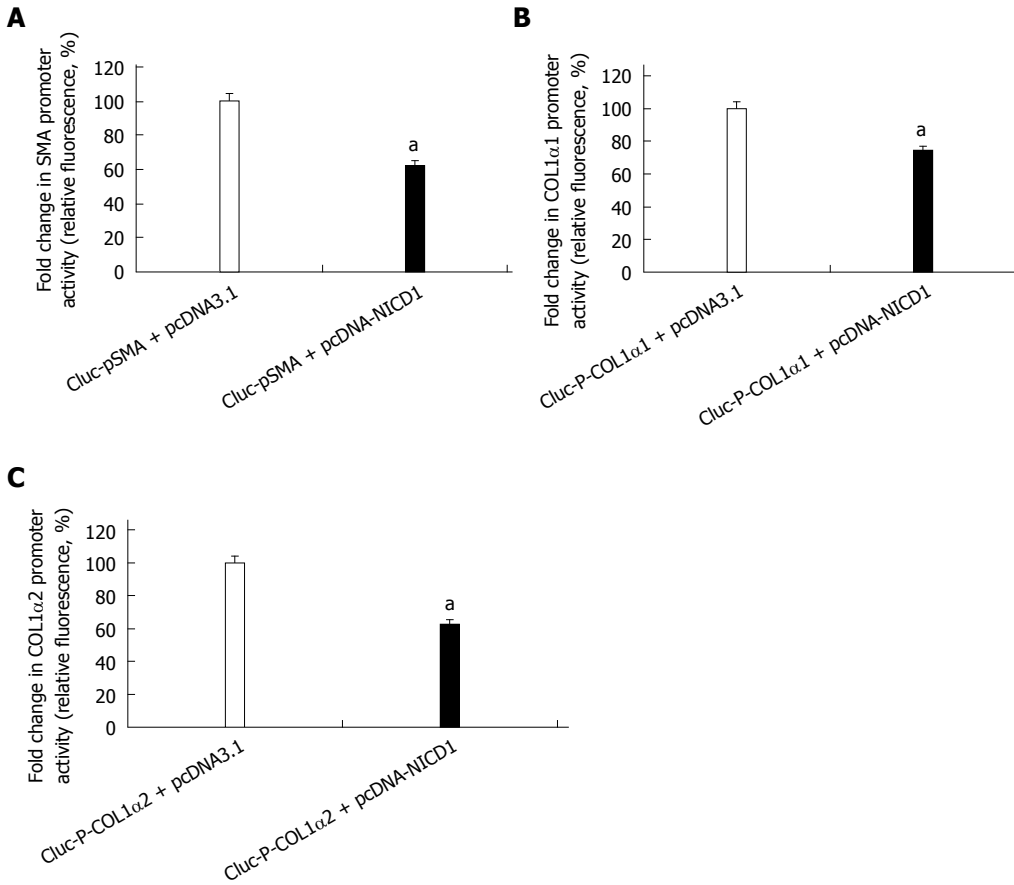 A
Fold change in SMA promoter
activity (relative fluorescence, %)
120
100
80
60
40
20
0
a
Cluc-pSMA + pcDNA3.1
Cluc-pSMA + pcDNA-NICD1
B
Fold change in COL1α1 promoter
activity (relative fluorescence, %)
120
100
80
60
40
20
0
a
Cluc-P-COL1α1 + pcDNA3.1
Cluc-P-COL1α1 + pcDNA-NICD1
C
Fold change in COL1α2 promoter
activity (relative fluorescence, %)
120
100
80
60
40
20
0
a
Cluc-P-COL1α2 + pcDNA3.1
Cluc-P-COL1α2 + pcDNA-NICD1